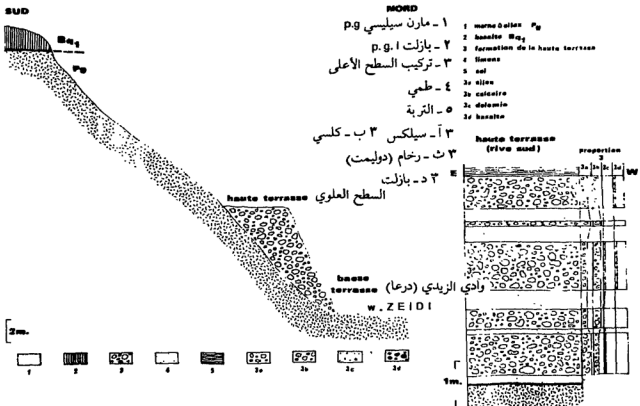 SUD
NORD
Bq1
Pg
١ - مارن سيليسي p.g
٢ - بازلت p.g.l
٣ - تركيب السطح الأعلى
٤ - طمي
٥ - التربة
٣ آ - سيلكس ٣ ب - كلسي
٣ ث - رخام (دوليمت)
٣ د - بازلت
1 marne à silex Pg
2 basalte Bq1
3 formation de la haute terrasse
4 limons
5 sol
3a silex
3b calcaire
3c dolomie
3d basalte
haute terrasse السطح العلوي
haute terrasse
(rive sud)
proportion
3
3a 3b 3c 3d
E W
basse
terrasse
وادي الزيدي (درعا)
w. ZEIDI
2m.
1m.
1 2 3 4 5 3a 3b 3c 3d